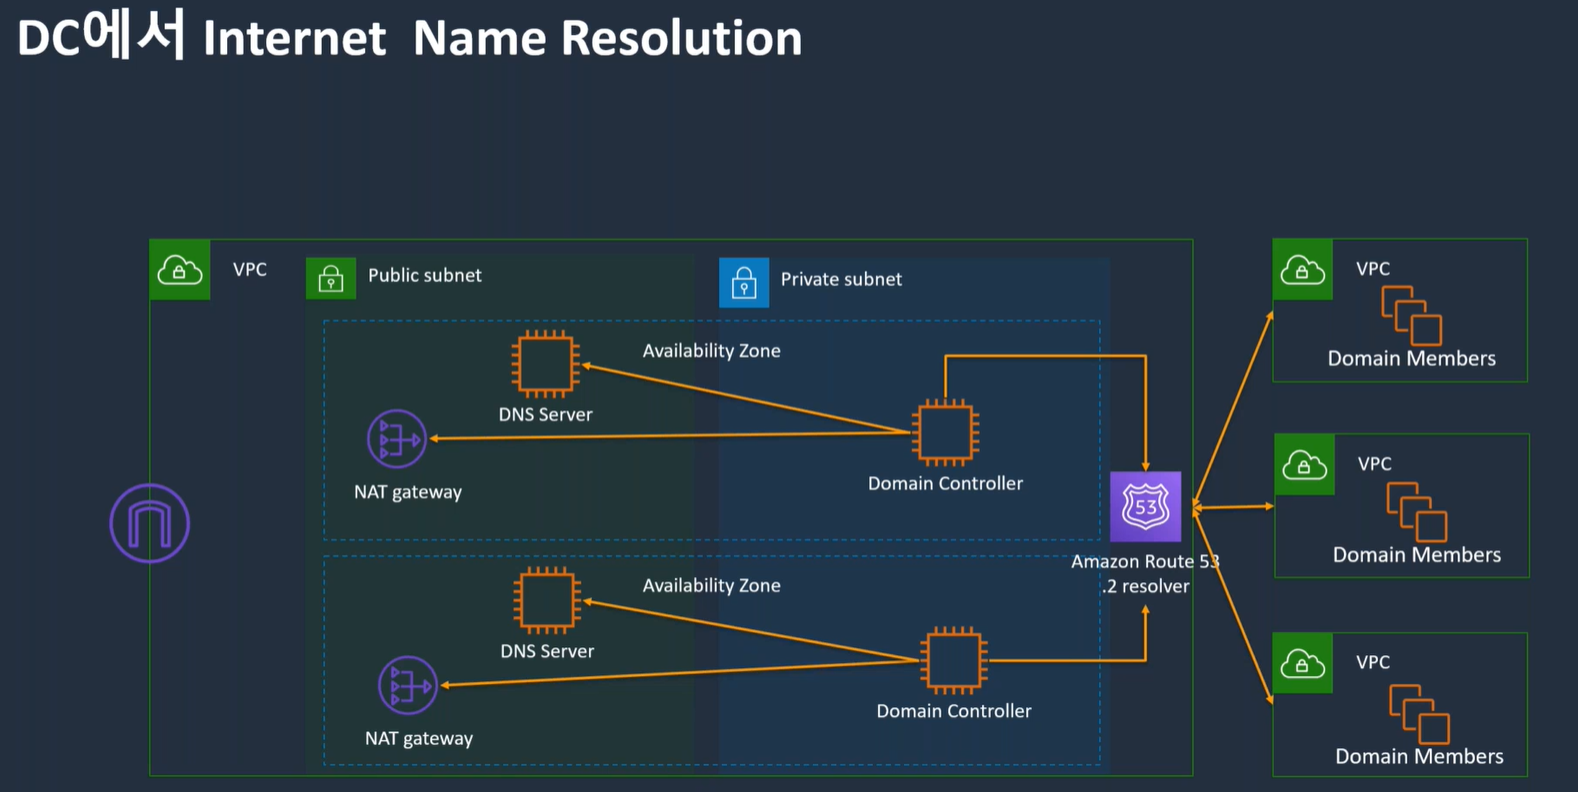 DC에서 Internet  Name Resolution
VPC
Public subnet
Private subnet
Availability Zone
DNS Server
NAT gateway
Domain Controller
Availability Zone
DNS Server
NAT gateway
Domain Controller
53
Amazon Route 53
.2 resolver
VPC
Domain Members
VPC
Domain Members
VPC
Domain Members